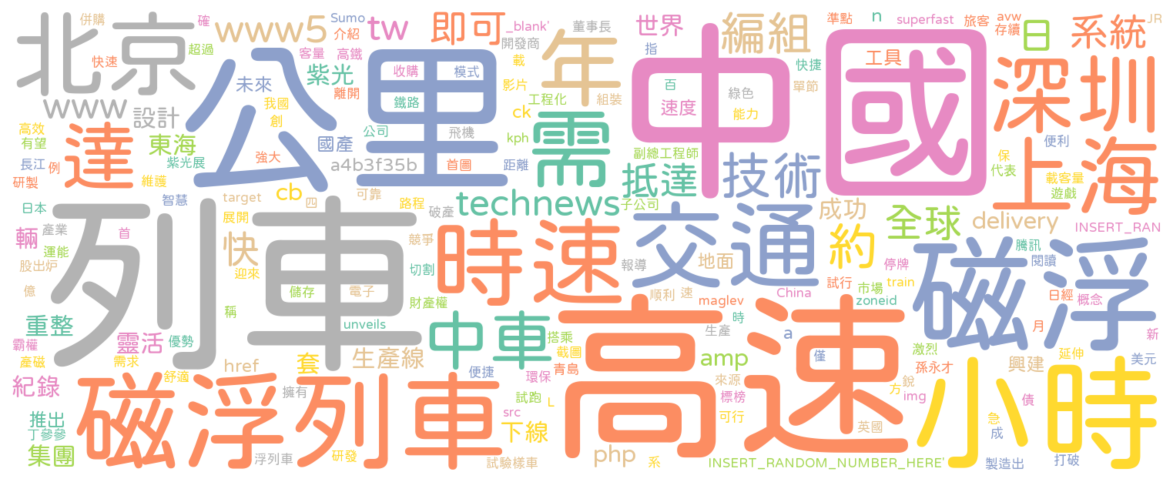 北京
併購
快速
超過
確
www5
Sumo
介紹
高鐵
客量
tw
即可
_blank'
開發商
董事長
年
世界
編組
準點
n
superfast
旅客
avw
存續
日
JR
系統
www
設計
公里
未來
紫光
離開
我國
創
收購
模式
載
鐵路
影片
工程化
組裝
指
百
速度
綠色
能力
中國
快捷
單節
工具
深圳
高效
有望
達
東海
紫光展
強大
國產
公司
飛機
kph
ck
需
副總工程師
技術
保
代表
便利
載客量
遊戲
上海
長江
例
研製
維護
智慧
cb
a4b3f35b
首圖
距離
抵達
子公司
technews
target
四
可靠
路程
破產
日本
產業
輛
首
運能
股出爐
億
列車
展開
快
迎來
稱
儲存
電子
競爭
切割
財產權
時速
報導
交通
地面
順利
速
成功
約
全球
delivery
INSERT_RAN
騰訊
閱讀
停牌
試行
市場
train
zoneid
China
maglev
時
生產
磁浮
日經
概念
月
新
重整
霸權
優勢
靈活
產磁
需求
舒適
紀錄
href
套
生產線
unveils
中車
搭乘
截圖
青島
便捷
環保
高速
amp
a
僅
來源
標榜
可行
英國
激烈
孫永才
銳
方
img
興建
延伸
美元
債
急
成
小時
推出
丁參參
集團
磁浮列車
擁有
浮列車
研發
試跑
L
src
下線
試驗樣車
php
系
INSERT_RANDOM_NUMBER_HERE'
製造出
打破